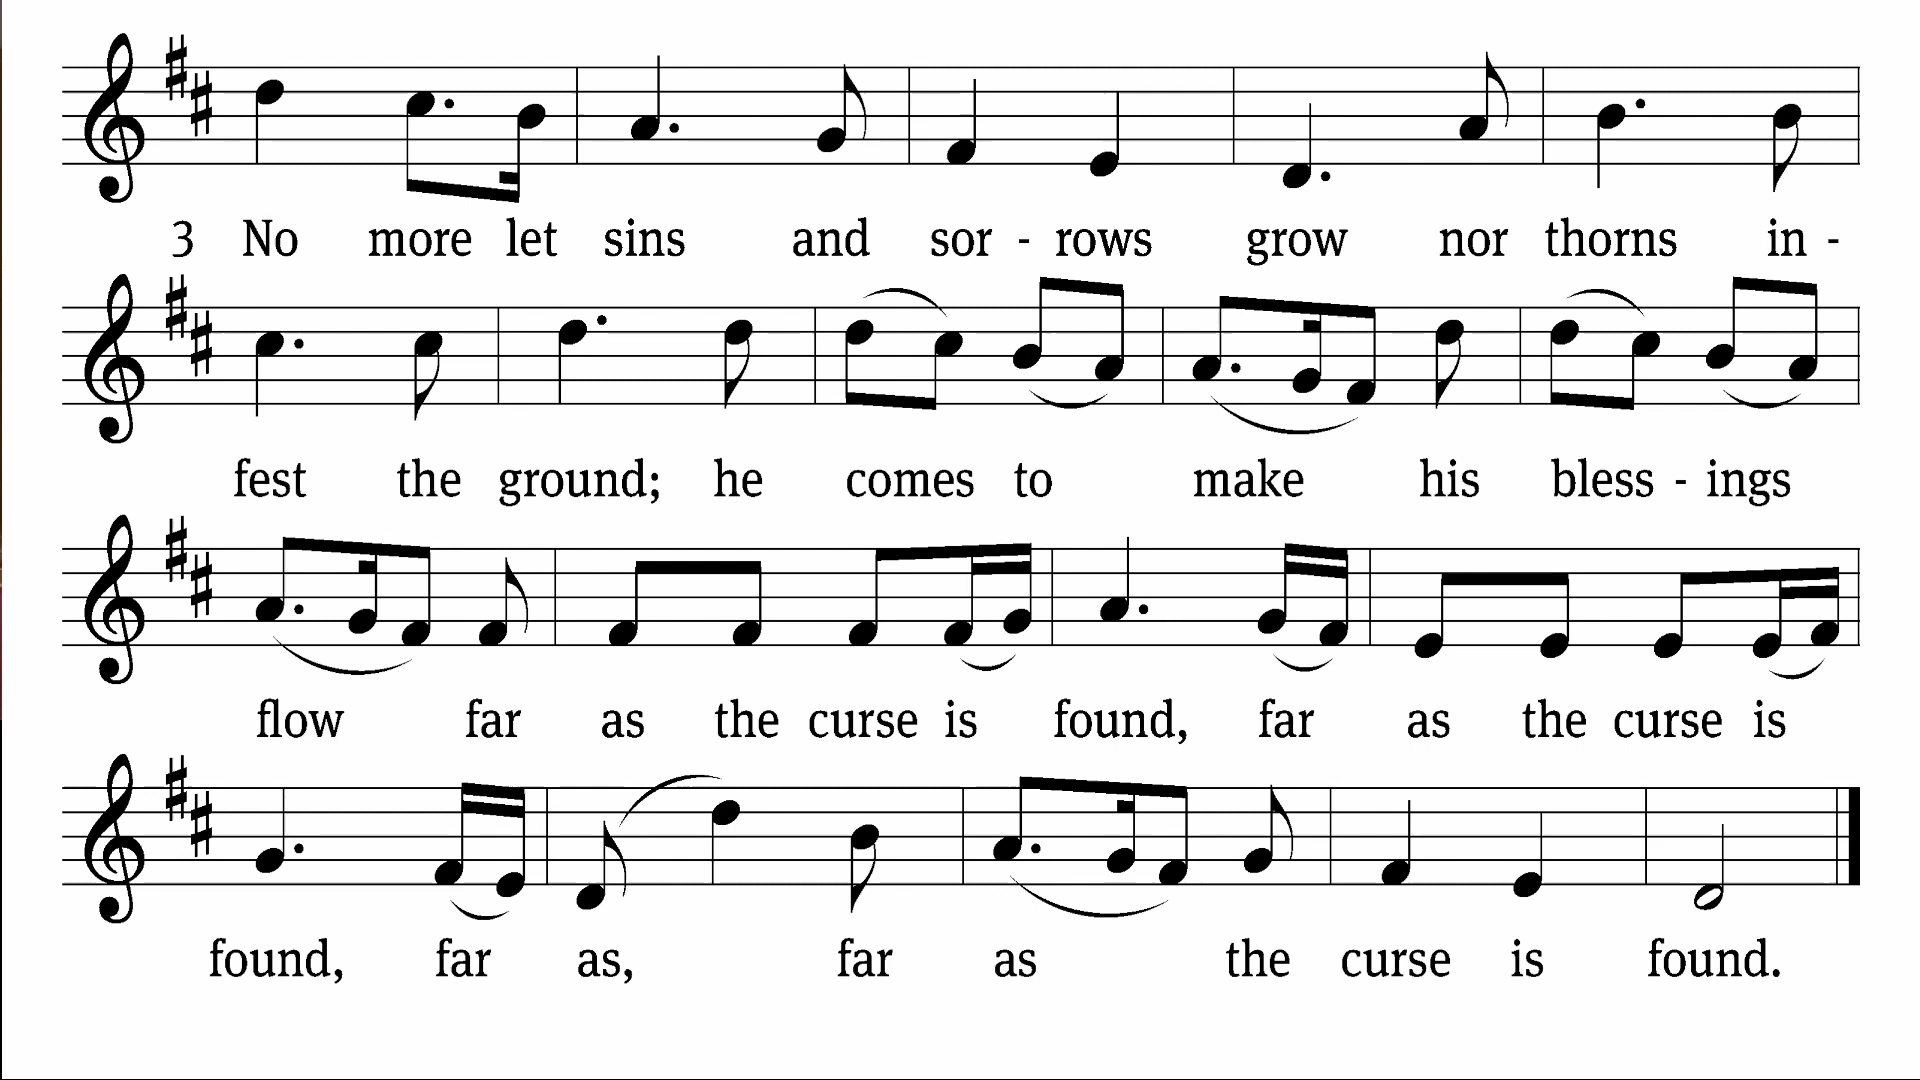 3 No more let sins and sor - rows grow nor thorns in -
fest the ground; he comes to make his bless - ings
flow far as the curse is found, far as the curse is
found, far as, far as the curse is found.